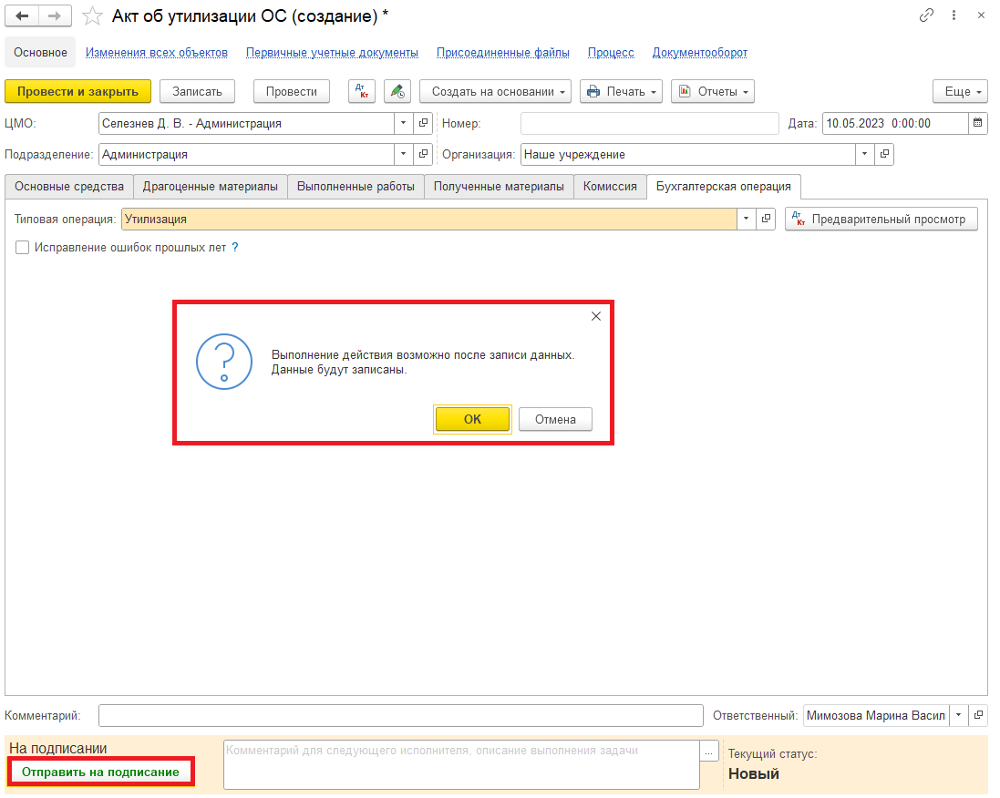 Акт об утилизации ОС (создание) *
Основное Изменения всех объектов Первичные учетные документы Присоединенные файлы Процесс Документооборот
Провести и закрыть Записать Провести Дт Кт Создать на основании Печать Отчеты Еще
ЦМО: Селезнев Д. В. - Администрация Номер: Дата: 10.05.2023 0:00:00
Подразделение: Администрация Организация: Наше учреждение
Основные средства Драгоценные материалы Выполненные работы Полученные материалы Комиссия Бухгалтерская операция
Типовая операция: Утилизация Дт Кт Предварительный просмотр
Исправление ошибок прошлых лет ?
Выполнение действия возможно после записи данных.
Данные будут записаны.
ОК Отмена
Комментарий: Ответственный: Мимозова Марина Васил
На подписании
Отправить на подписание
Комментарий для следующего исполнителя, описание выполнения задачи ...
Текущий статус:
Новый